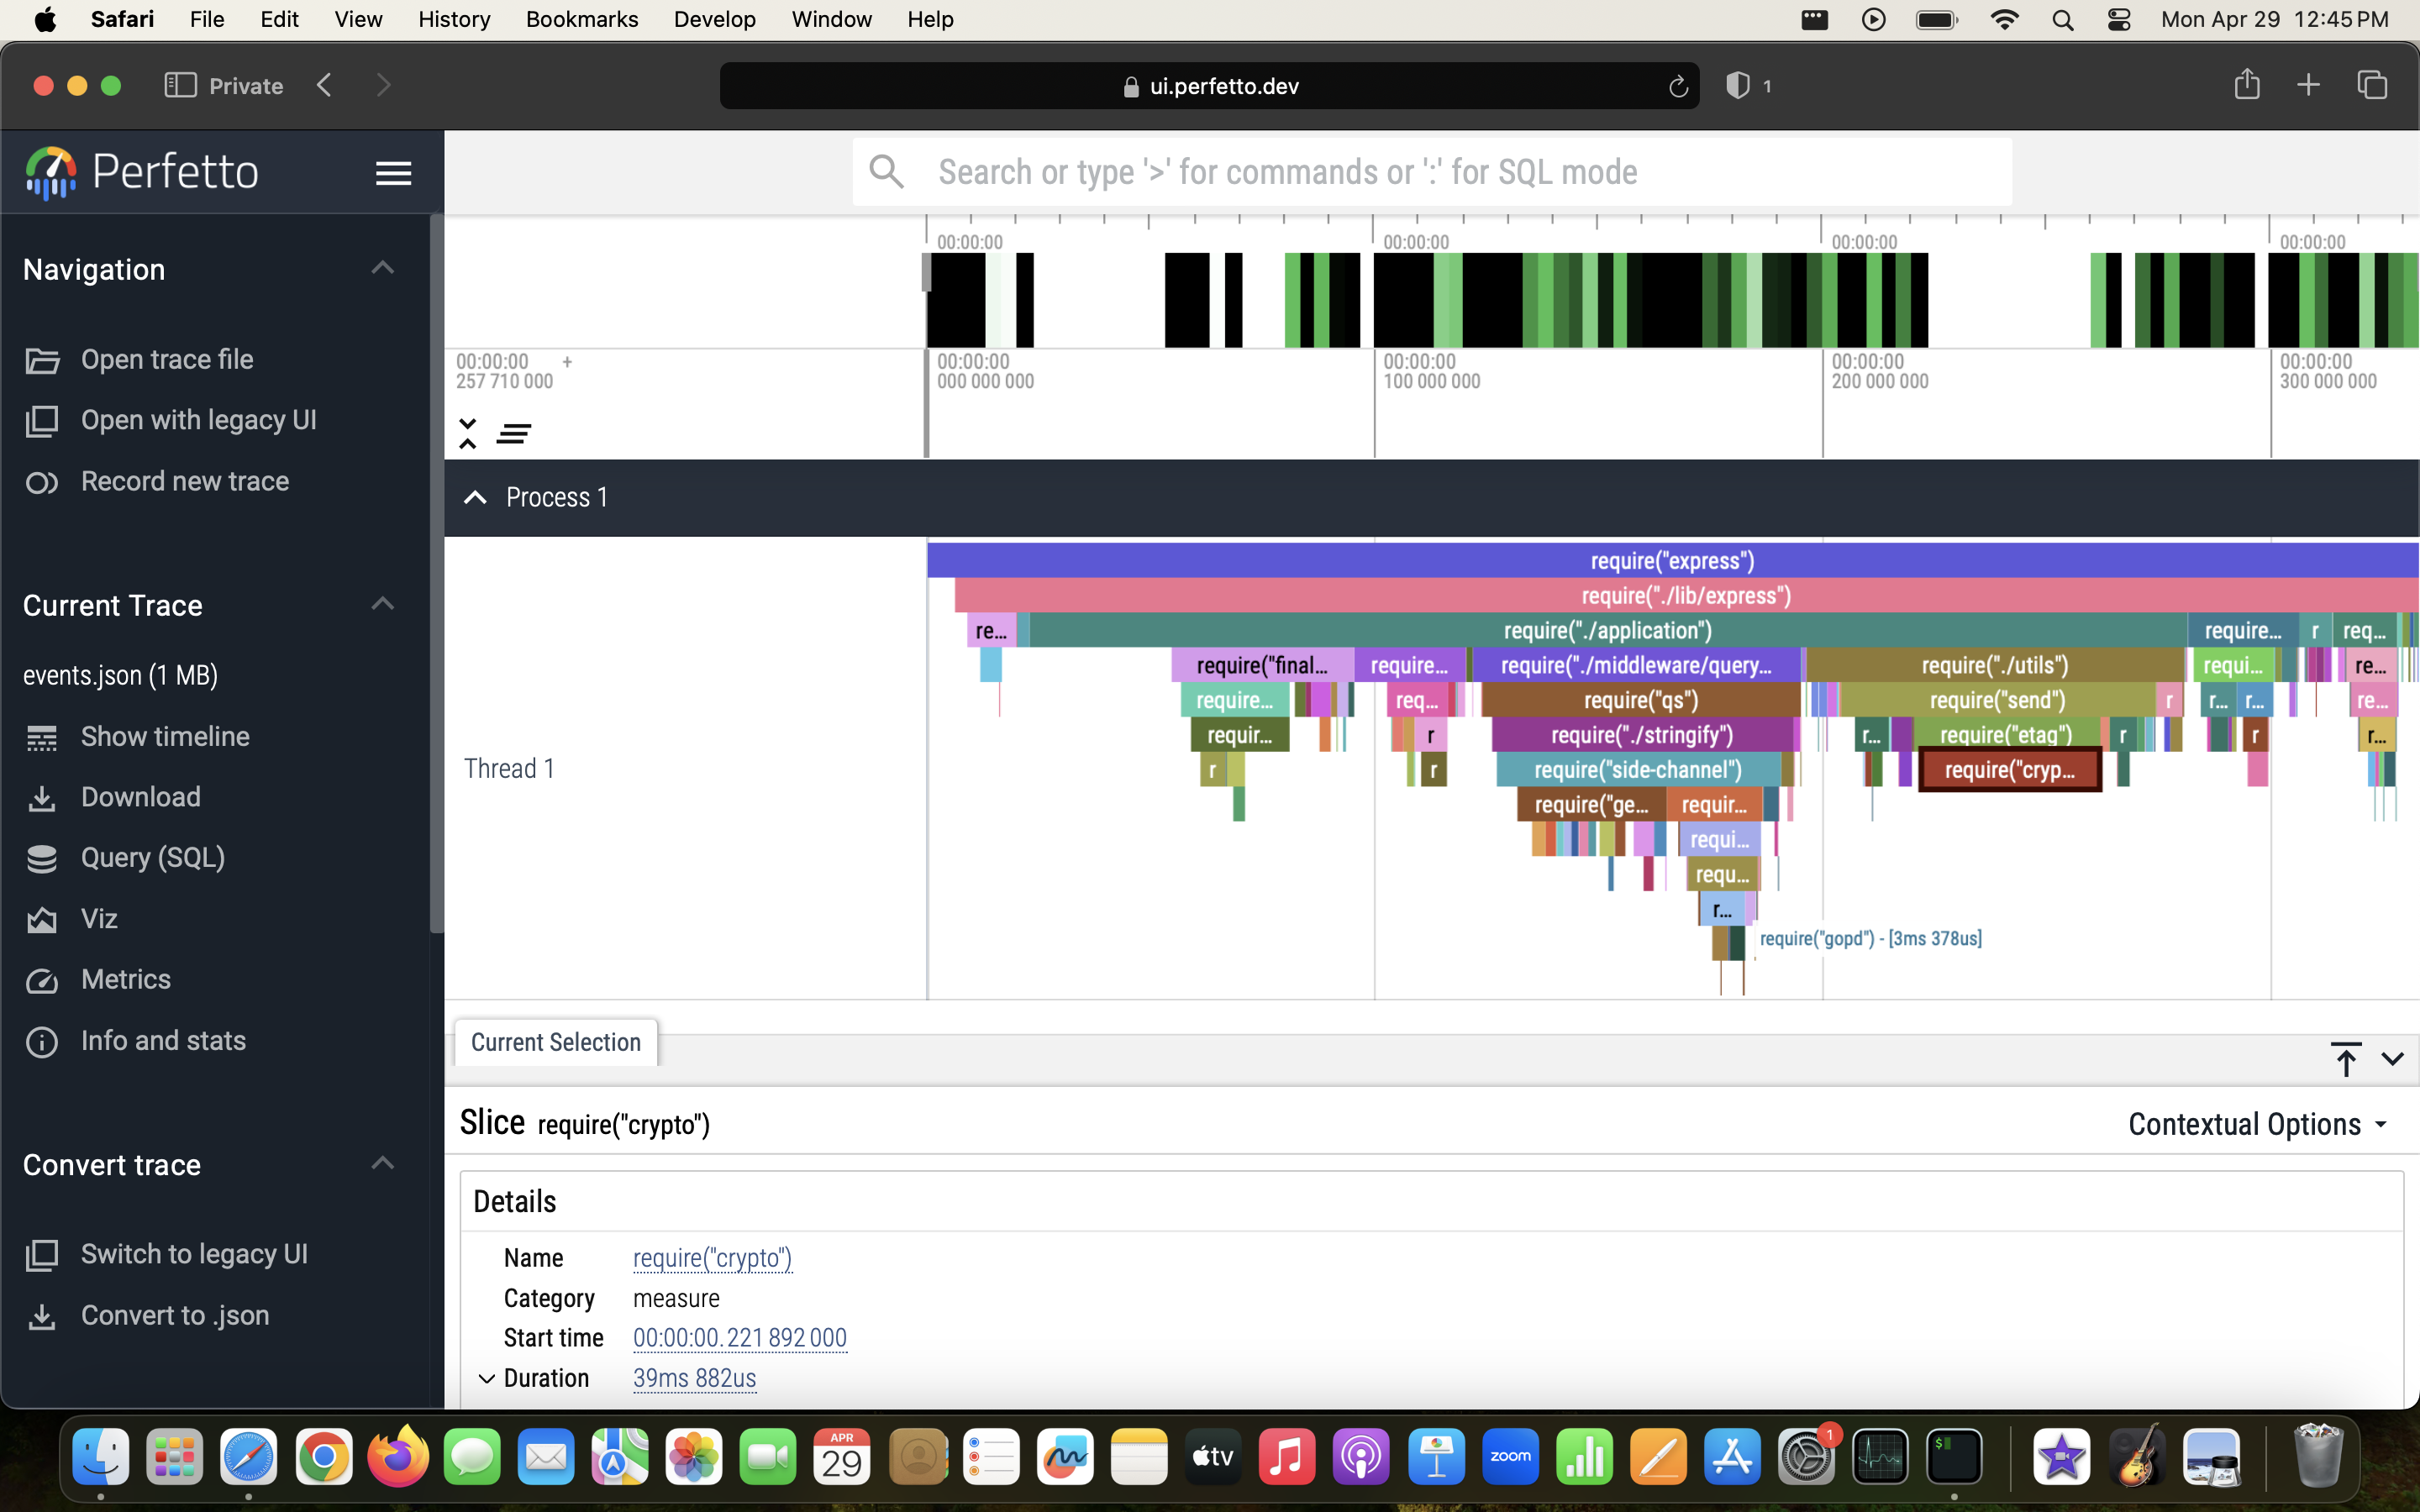 Safari File Edit View History Bookmarks Develop Window Help Mon Apr 29 12:45 PM
Private ui.perfetto.dev 1
Perfetto
Search or type '>' for commands or ':' for SQL mode
Navigation
Open trace file
Open with legacy UI
Record new trace
Current Trace
events.json (1 MB)
Show timeline
Download
Query (SQL)
Viz
Metrics
Info and stats
Convert trace
Switch to legacy UI
Convert to .json
00:00:00 00:00:00 00:00:00 00:00:00
00:00:00 + 00:00:00 00:00:00 00:00:00 00:00:00
257 710 000 000 000 000 100 000 000 200 000 000 300 000 000
Process 1
Thread 1
require("express")
require("./lib/express")
re... require("./application") require... r req...
require("final... require... require("./middleware/query... require("./utils") requi... re...
require... req... require("qs") require("send") r r... r... re...
requir... r require("./stringify") r... require("etag") r r r...
r r require("side-channel") require("cryp...
require("ge... requir...
requi...
requ...
r...
require("gopd") - [3ms 378us]
Current Selection
Slice require("crypto") Contextual Options
Details
Name require("crypto")
Category measure
Start time 00:00:00.221 892 000
Duration 39ms 882us
APR
29
tv
zoom
1
$